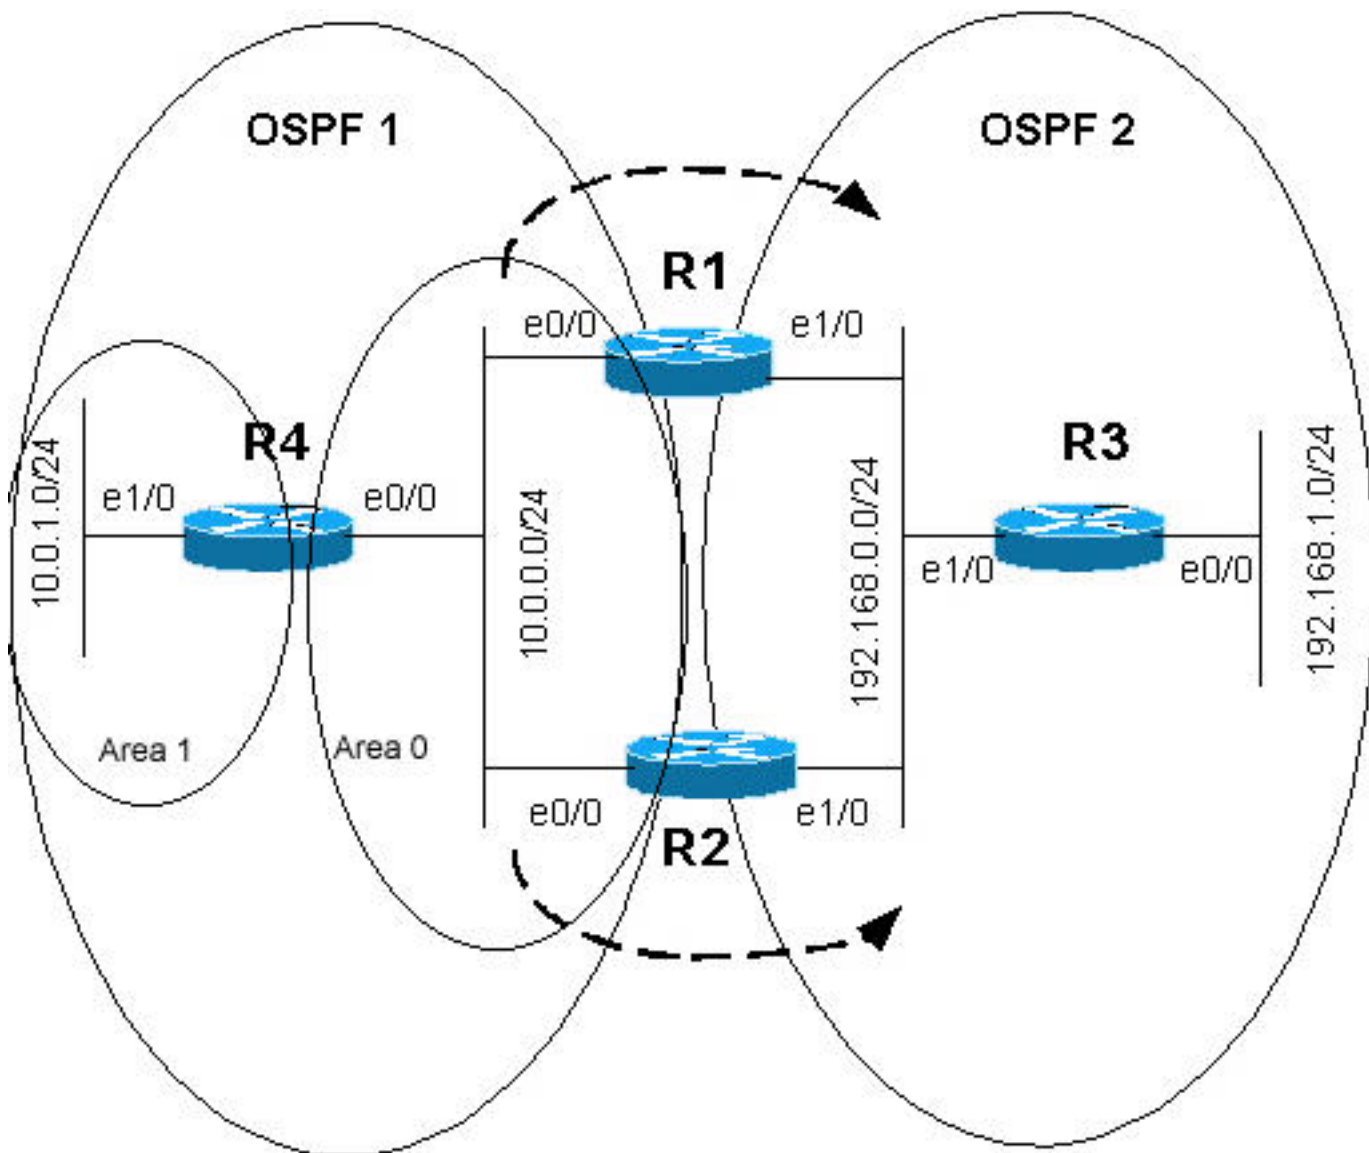 OSPF 1
OSPF 2
R1
e0/0
e1/0
R4
R3
10.0.1.0/24
e1/0
e0/0
10.0.0.0/24
192.168.0.0/24
e1/0
e0/0
192.168.1.0/24
Area 1
Area 0
e0/0
e1/0
R2